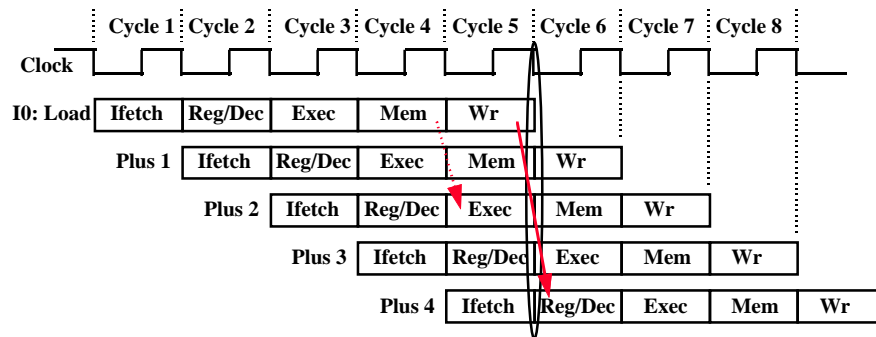 Cycle 1 Cycle 2 Cycle 3 Cycle 4 Cycle 5 Cycle 6 Cycle 7 Cycle 8
Clock
I0: Load Ifetch Reg/Dec Exec Mem Wr
Plus 1 Ifetch Reg/Dec Exec Mem Wr
Plus 2 Ifetch Reg/Dec Exec Mem Wr
Plus 3 Ifetch Reg/Dec Exec Mem Wr
Plus 4 Ifetch Reg/Dec Exec Mem Wr